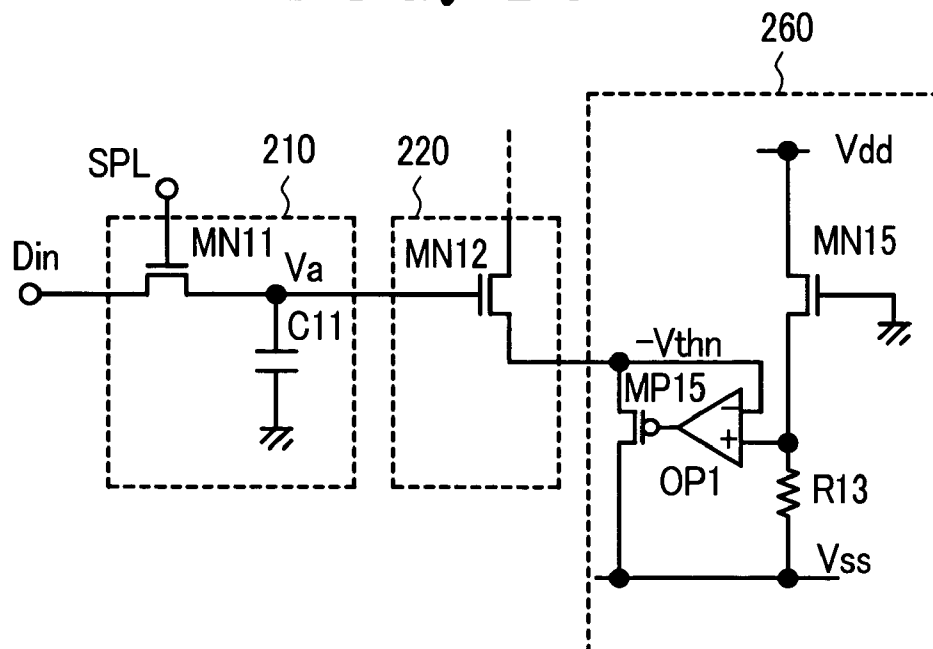 260
210
220
SPL
Vdd
MN11
MN12
MN15
Din
Va
C11
-Vthn
MP15
−
+
OP1
R13
Vss